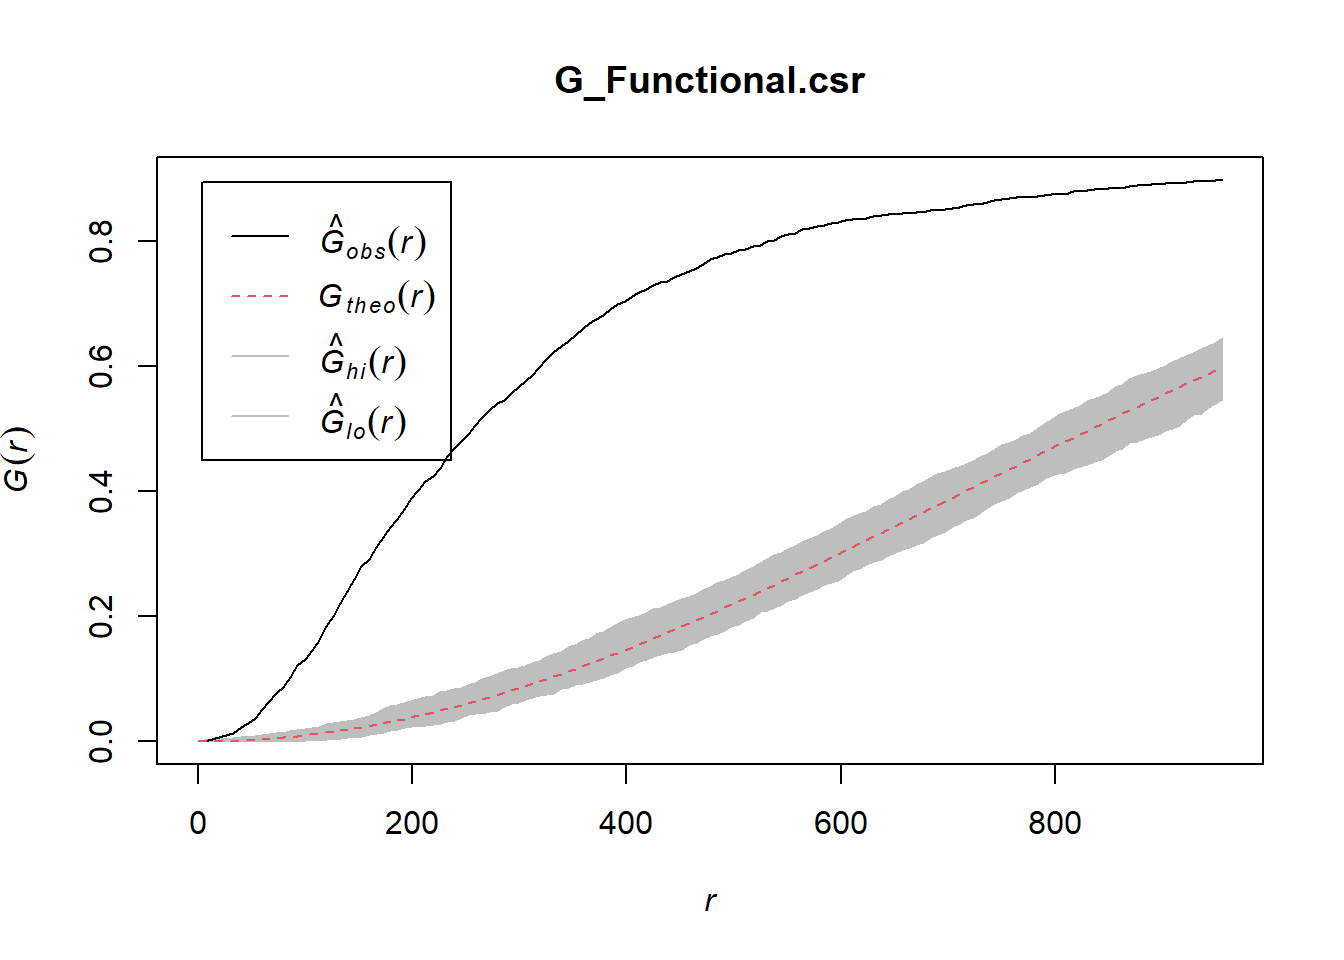 G_Functional.csr
Ĝobs(r)
Gtheo(r)
Ĝhi(r)
Ĝlo(r)
G(r)
0.8
0.6
0.4
0.2
0.0
0 200 400 600 800
r